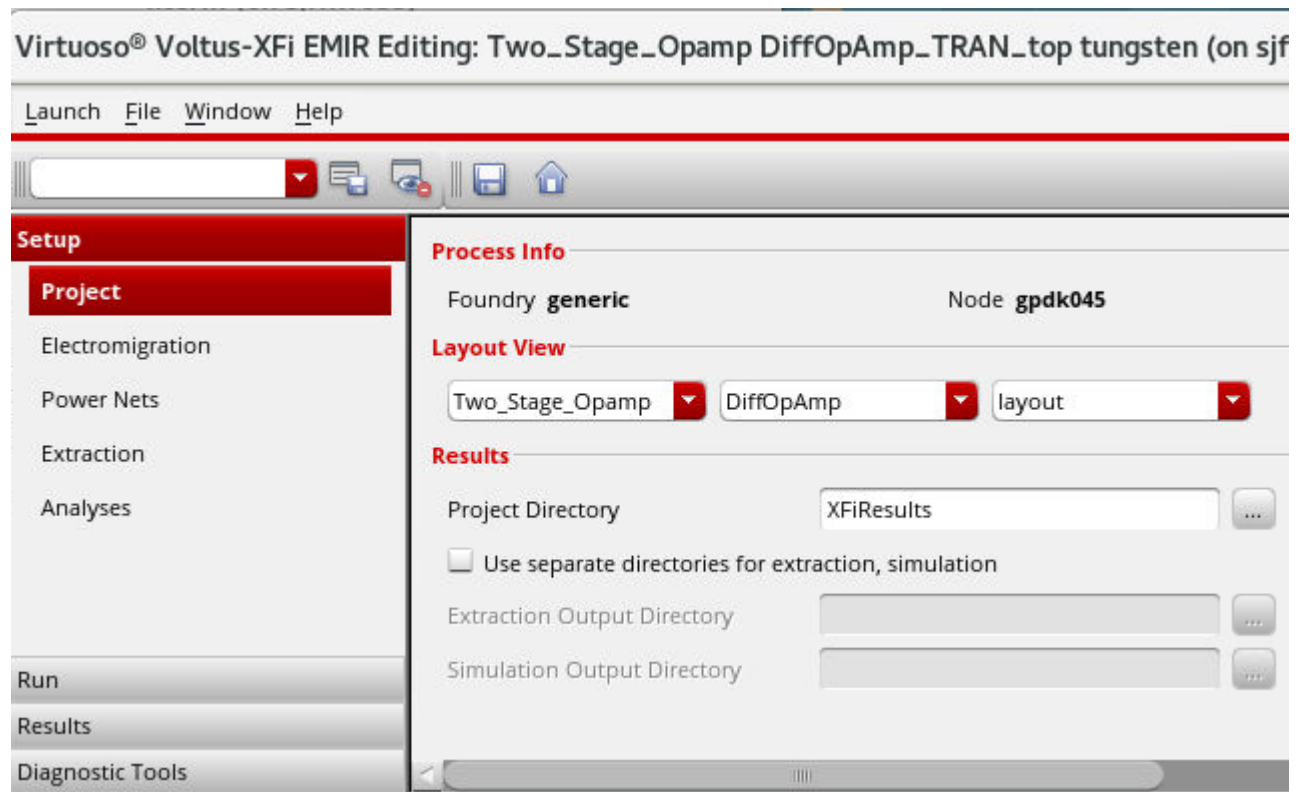 Virtuoso® Voltus-XFi EMIR Editing: Two_Stage_Opamp DiffOpAmp_TRAN_top tungsten (on sjf
Launch File Window Help
Setup
Project
Electromigration
Power Nets
Extraction
Analyses
Run
Results
Diagnostic Tools
Process Info
Foundry generic Node gpdk045
Layout View
Two_Stage_Opamp DiffOpAmp layout
Results
Project Directory XFiResults ...
Use separate directories for extraction, simulation
Extraction Output Directory ...
Simulation Output Directory ...